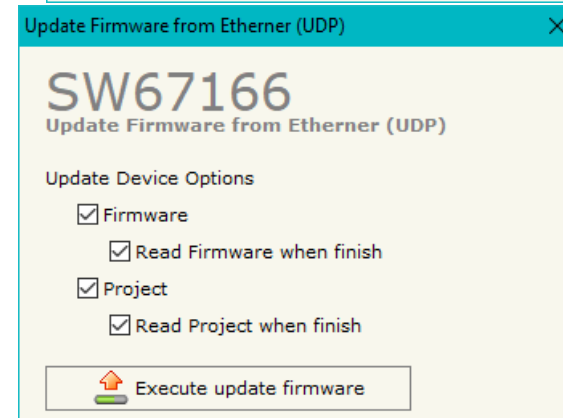 Update Firmware from Etherner (UDP)
SW67166
Update Firmware from Etherner (UDP)
Update Device Options
Firmware
Read Firmware when finish
Project
Read Project when finish
Execute update firmware